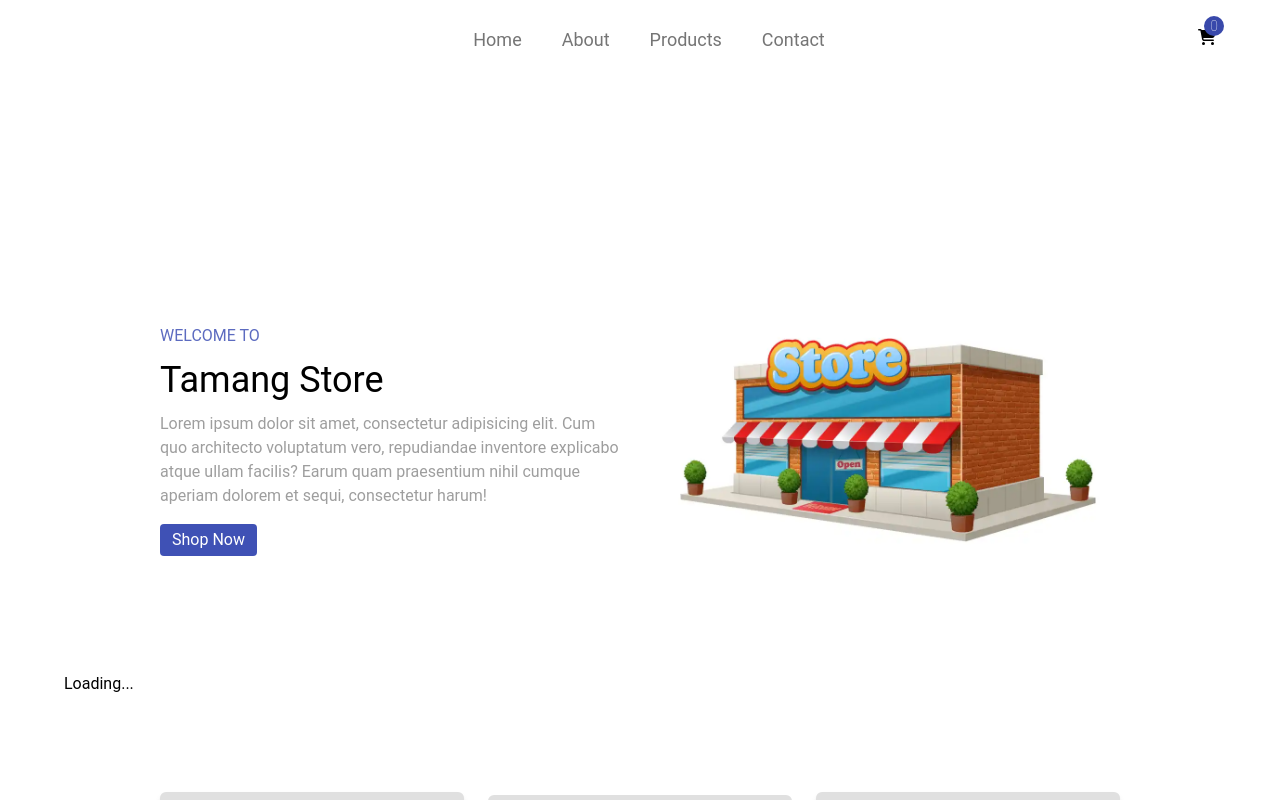 Home About Products Contact
0
WELCOME TO
Tamang Store
Lorem ipsum dolor sit amet, consectetur adipisicing elit. Cum
quo architecto voluptatum vero, repudiandae inventore explicabo
atque ullam facilis? Earum quam praesentium nihil cumque
aperiam dolorem et sequi, consectetur harum!
Shop Now
Store
Open
Loading...